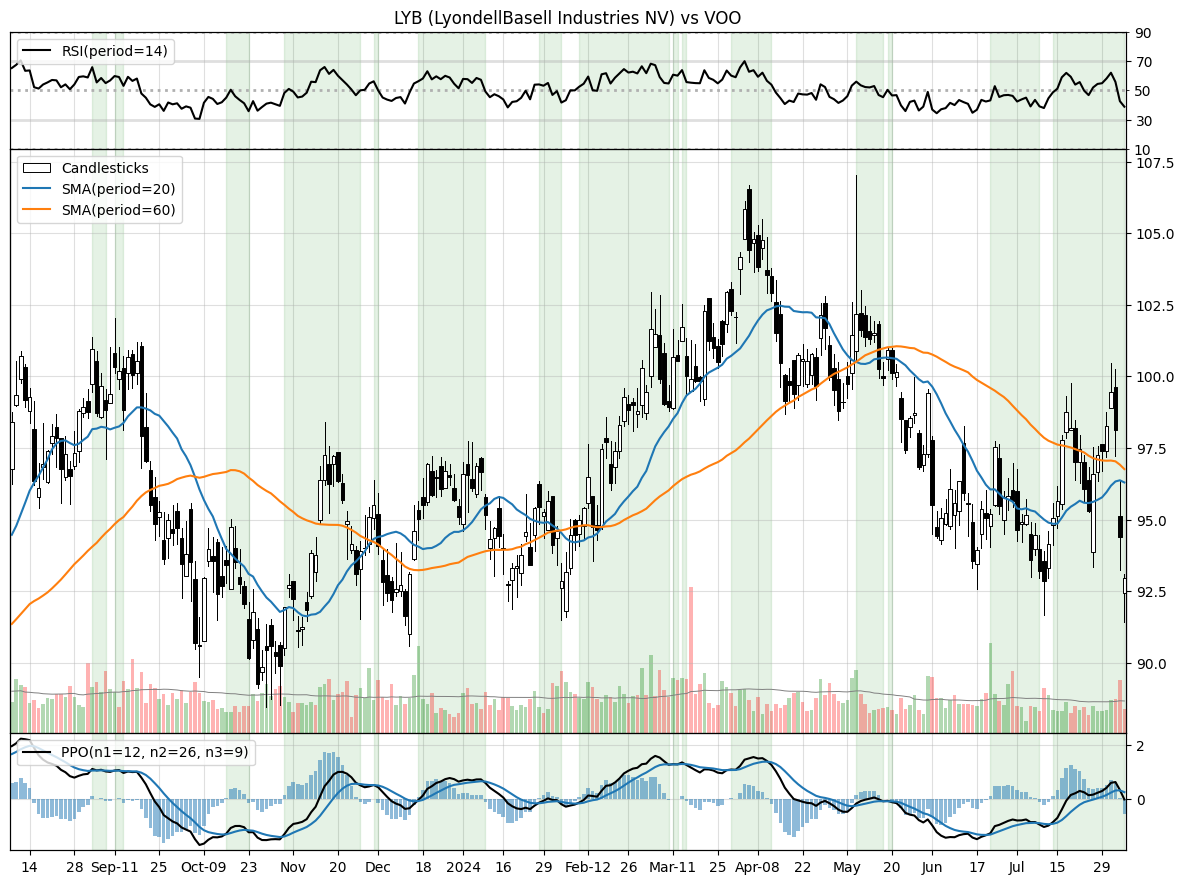 LYB (LyondellBasell Industries NV) vs VOO
RSI(period=14)
90
70
50
30
10
Candlesticks
SMA(period=20)
SMA(period=60)
107.5
105.0
102.5
100.0
97.5
95.0
92.5
90.0
PPO(n1=12, n2=26, n3=9)
2
0
14 28 Sep-11 25 Oct-09 23 Nov 20 Dec 18 2024 16 29 Feb-12 26 Mar-11 25 Apr-08 22 May 20 Jun 17 Jul 15 29